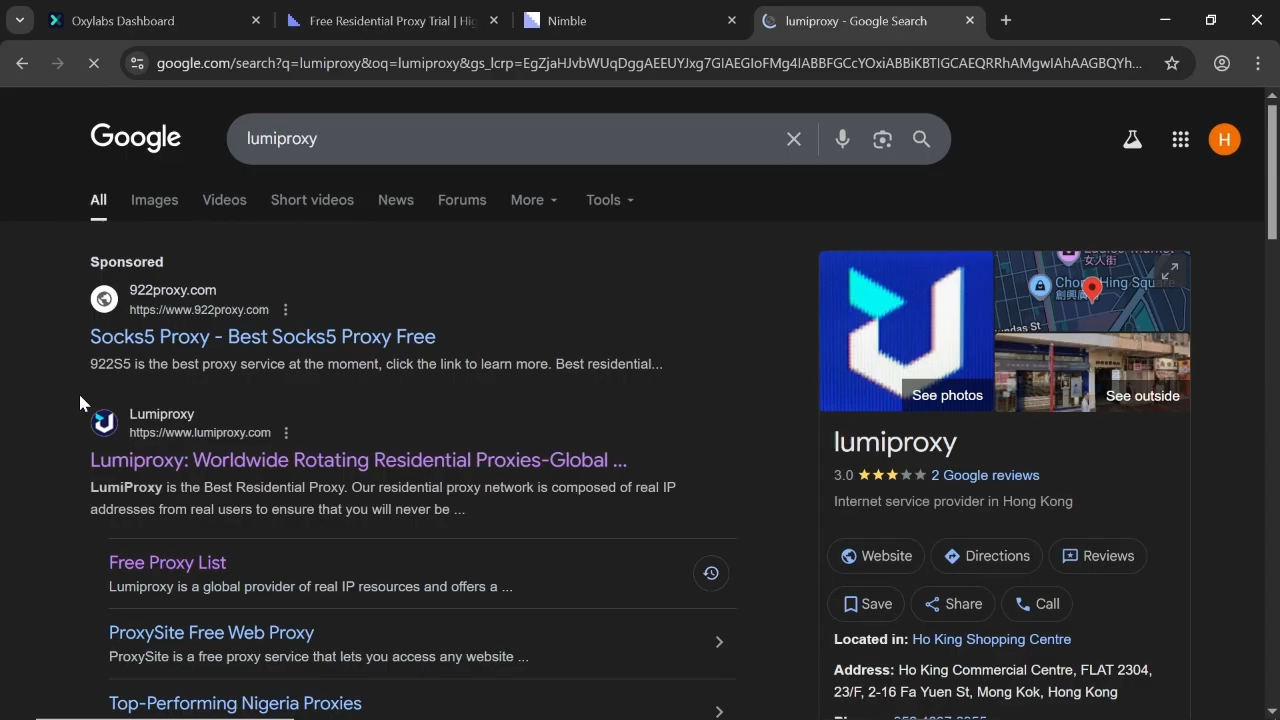 Oxylabs Dashboard
Free Residential Proxy Trial | Hig
Nimble
lumiproxy - Google Search
google.com/search?q=lumiproxy&oq=lumiproxy&gs_lcrp=EgZjaHJvbWUqDggAEEUYJxg7GIAEGIoFMg4IABBFGCcYOxiABBiKBTIGCAEQRRhAMgwIAhAAGBQYh...
Google
lumiproxy
H
All
Images
Videos
Short videos
News
Forums
More
Tools
Sponsored
922proxy.com
https://www.922proxy.com
Socks5 Proxy - Best Socks5 Proxy Free
922S5 is the best proxy service at the moment, click the link to learn more. Best residential...
Lumiproxy
https://www.lumiproxy.com
Lumiproxy: Worldwide Rotating Residential Proxies-Global ...
LumiProxy is the Best Residential Proxy. Our residential proxy network is composed of real IP
addresses from real users to ensure that you will never be ...
Free Proxy List
Lumiproxy is a global provider of real IP resources and offers a ...
ProxySite Free Web Proxy
ProxySite is a free proxy service that lets you access any website ...
Top-Performing Nigeria Proxies
女人街
創興廣
See photos
See outside
lumiproxy
3.0
2 Google reviews
Internet service provider in Hong Kong
Website
Directions
Reviews
Save
Share
Call
Located in: Ho King Shopping Centre
Address: Ho King Commercial Centre, FLAT 2304,
23/F, 2-16 Fa Yuen St, Mong Kok, Hong Kong